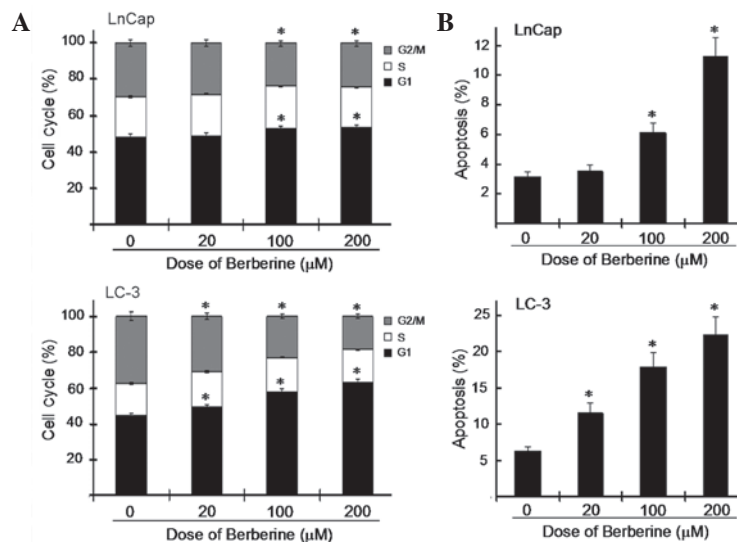 A
LnCap
Cell cycle (%)
100
80
60
40
20
* *
* *
G2/M
S
G1
0 20 100 200
Dose of Berberine (μM)
LC-3
Cell cycle (%)
100
80
60
40
20
* * *
* * *
G2/M
S
G1
0 20 100 200
Dose of Berberine (μM)
B
LnCap
Apoptosis (%)
12
10
8
6
4
2
* *
0 20 100 200
Dose of Berberine (μM)
LC-3
Apoptosis (%)
25
20
15
10
5
* * *
0 20 100 200
Dose of Berberine (μM)